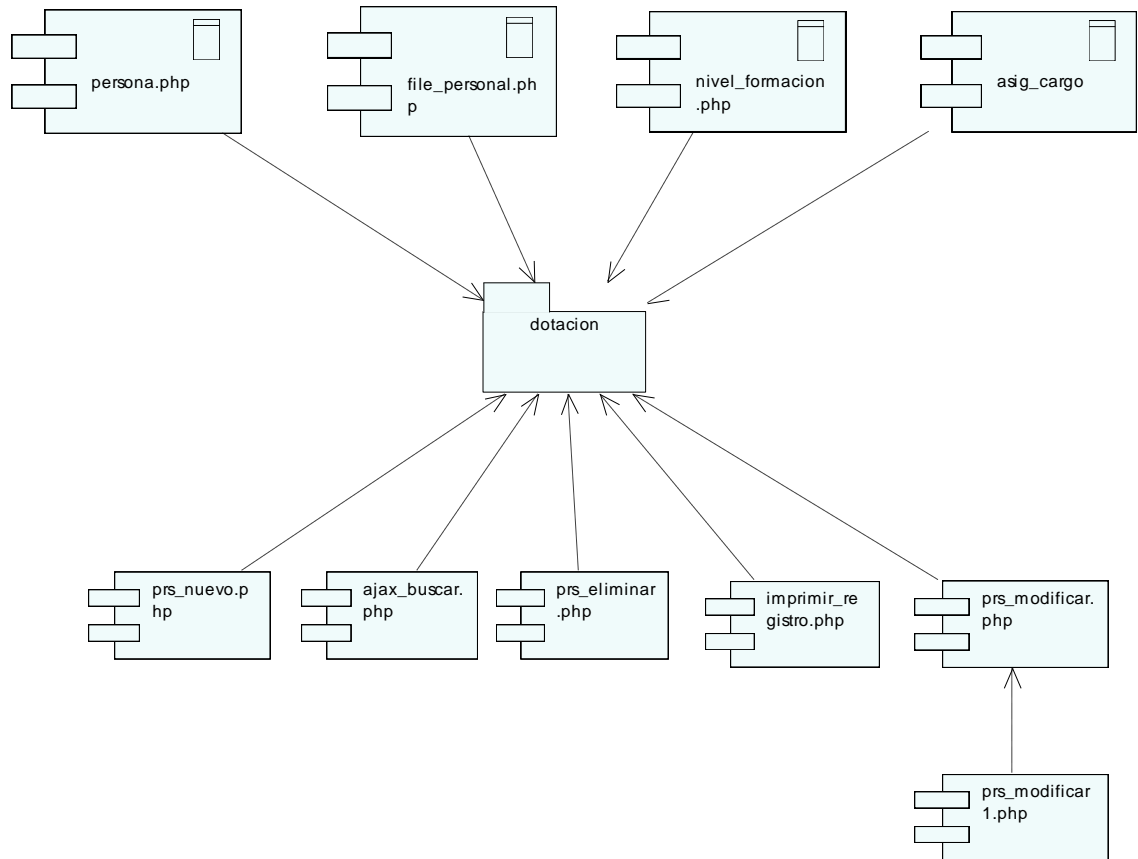 persona.php
file_personal.ph
p
nivel_formacion
.php
asig_cargo
dotacion
prs_nuevo.p
hp
ajax_buscar.
php
prs_eliminar
.php
imprimir_re
gistro.php
prs_modificar.
php
prs_modificar
1.php